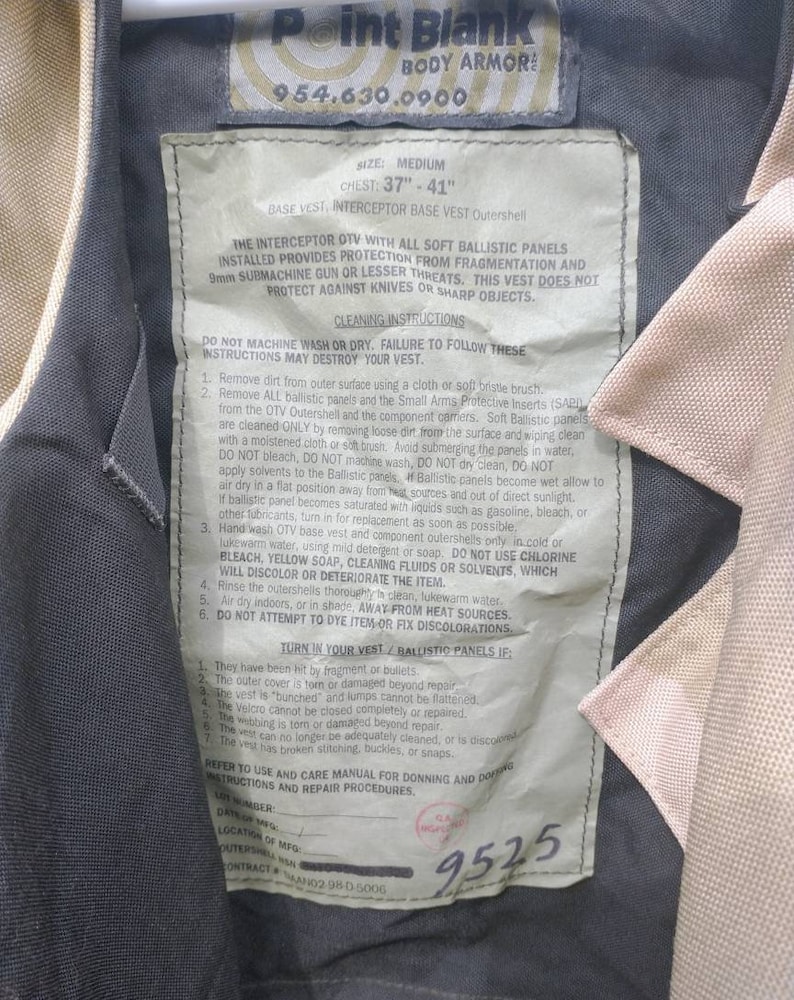 Point Blank
BODY ARMOR INC
954.630.0900
SIZE: MEDIUM
CHEST: 37" - 41"
BASE VEST, INTERCEPTOR BASE VEST Outershell
THE INTERCEPTOR OTV WITH ALL SOFT BALLISTIC PANELS
INSTALLED PROVIDES PROTECTION FROM FRAGMENTATION AND
9mm SUBMACHINE GUN OR LESSER THREATS. THIS VEST DOES NOT
PROTECT AGAINST KNIVES OR SHARP OBJECTS.
CLEANING INSTRUCTIONS
DO NOT MACHINE WASH OR DRY. FAILURE TO FOLLOW THESE
INSTRUCTIONS MAY DESTROY YOUR VEST.
1. Remove dirt from outer surface using a cloth or soft bristle brush.
2. Remove ALL ballistic panels and the Small Arms Protective Inserts (SAPI)
from the OTV Outershell and the component carriers. Soft Ballistic panels
are cleaned ONLY by removing loose dirt from the surface and wiping clean
with a moistened cloth or soft brush. Avoid submerging the panels in water,
DO NOT bleach, DO NOT machine wash, DO NOT dry clean, DO NOT
apply solvents to the Ballistic panels. If Ballistic panels become wet allow to
air dry in a flat position away from heat sources and out of direct sunlight.
If ballistic panel becomes saturated with liquids such as gasoline, bleach, or
other lubricants, turn in for replacement as soon as possible.
3. Hand wash OTV base vest and component outershells only in cold or
lukewarm water, using mild detergent or soap. DO NOT USE CHLORINE
BLEACH, YELLOW SOAP, CLEANING FLUIDS OR SOLVENTS, WHICH
WILL DISCOLOR OR DETERIORATE THE ITEM.
4. Rinse the outershells thoroughly in clean, lukewarm water.
5. Air dry indoors, or in shade, AWAY FROM HEAT SOURCES.
6. DO NOT ATTEMPT TO DYE ITEM OR FIX DISCOLORATIONS.
TURN IN YOUR VEST / BALLISTIC PANELS IF:
1. They have been hit by fragment or bullets.
2. The outer cover is torn or damaged beyond repair.
3. The vest is "bunched" and lumps cannot be flattened.
4. The Velcro cannot be closed completely or repaired.
5. The webbing is torn or damaged beyond repair.
6. The vest can no longer be adequately cleaned, or is discolored.
7. The vest has broken stitching, buckles, or snaps.
REFER TO USE AND CARE MANUAL FOR DONNING AND DOFFING
INSTRUCTIONS AND REPAIR PROCEDURES.
LOT NUMBER:
DATE OF MFG:
LOCATION OF MFG:
OUTERSHELL NSN
CONTRACT # DAAN02-98-D-5006
Q.A.
9525